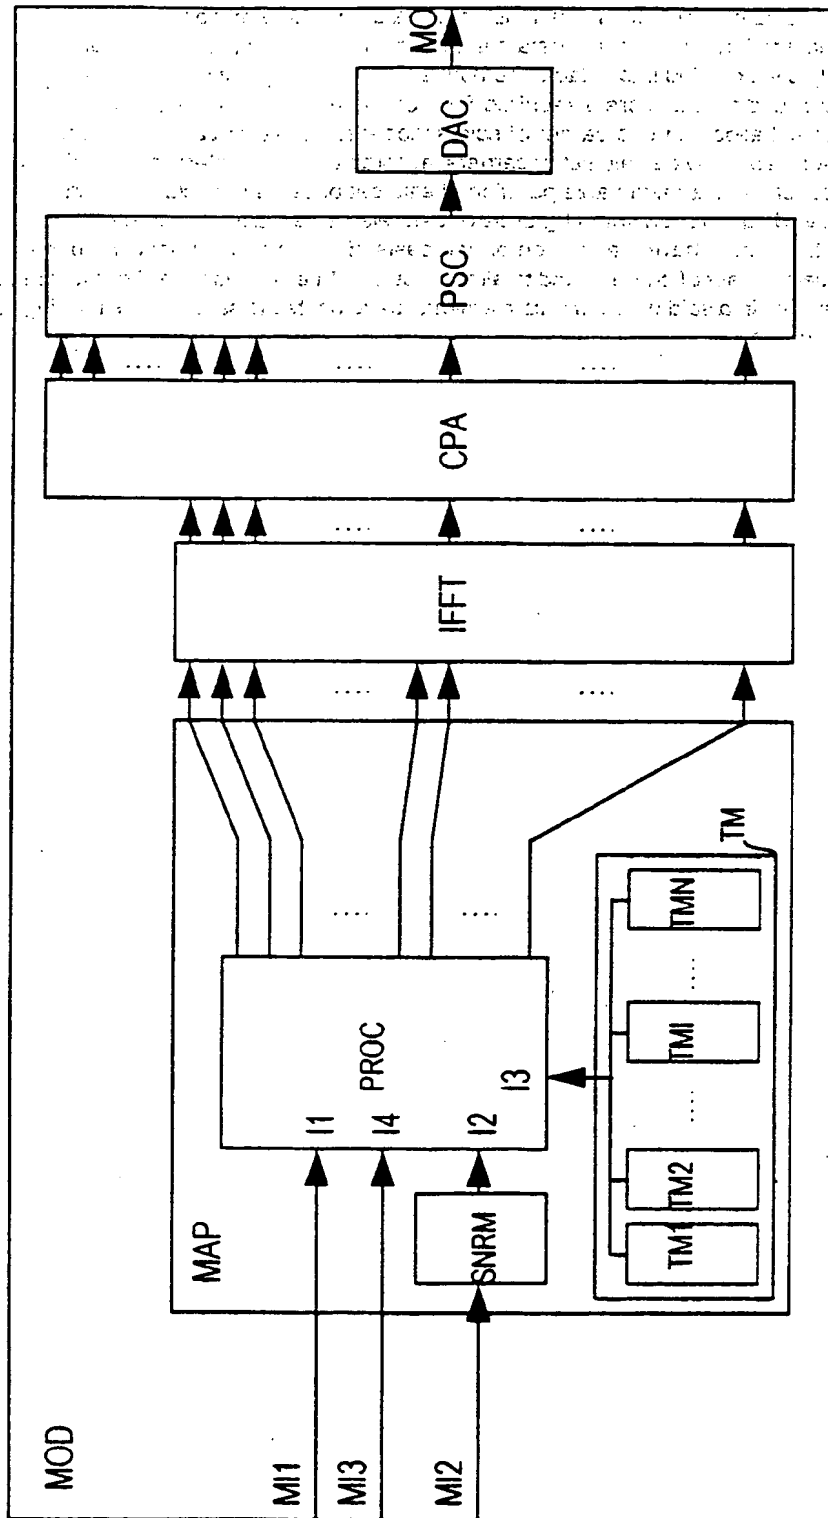 MOD
MI1
MI3
MI2
MAP
SNRM
I1
I4
I2
I3
PROC
....
....
TM
TM1
TM2
....
TMI
....
TMN
....
....
IFFT
....
....
CPA
....
....
....
PSC
DAC
MO